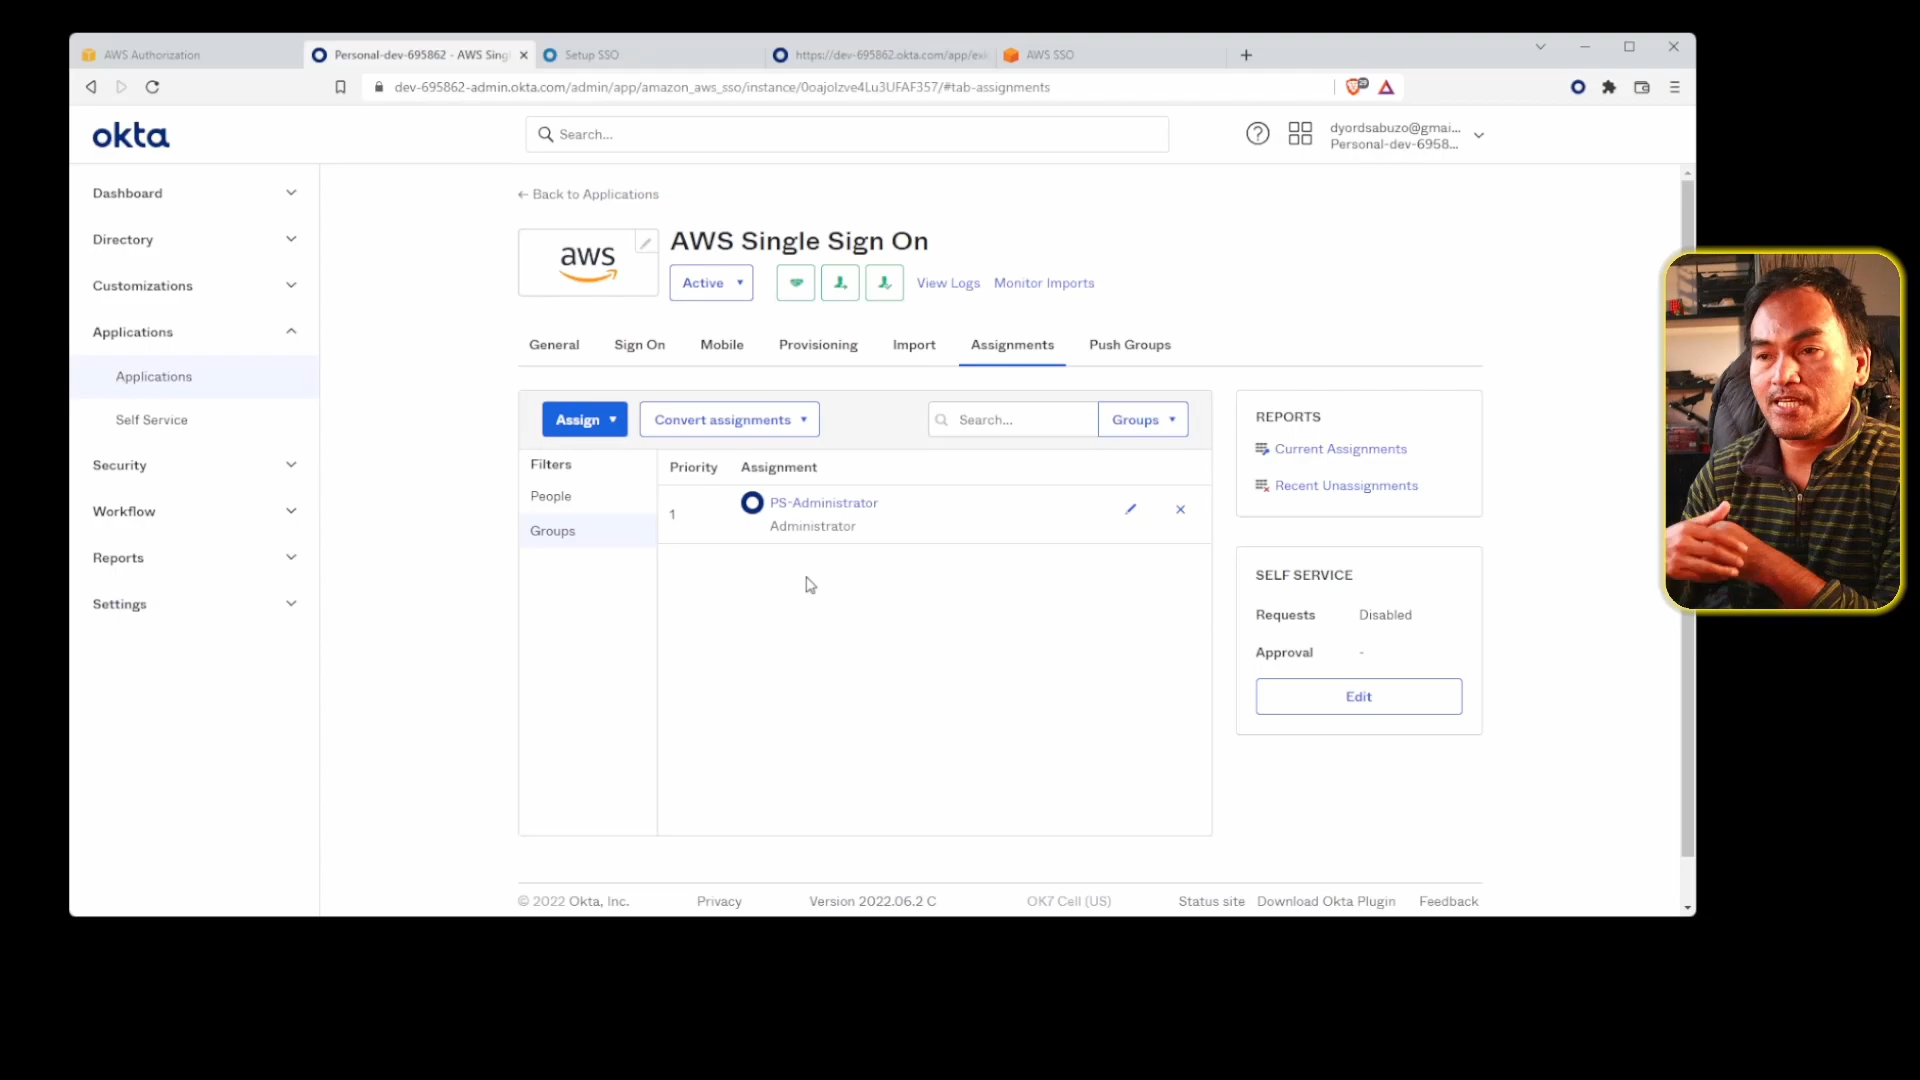 AWS Authorization
Personal-dev-695862 - AWS Singl
Setup SSO
https://dev-695862.okta.com/app/exk
AWS SSO
dev-695862-admin.okta.com/admin/app/amazon_aws_sso/instance/0oajolzve4Lu3UFAF357/#tab-assignments
okta
Search...
dyordsabuzo@gmai...
Personal-dev-6958...
Dashboard
Directory
Customizations
Applications
Applications
Self Service
Security
Workflow
Reports
Settings
← Back to Applications
aws
AWS Single Sign On
Active
View Logs
Monitor Imports
General
Sign On
Mobile
Provisioning
Import
Assignments
Push Groups
Assign
Convert assignments
Search...
Groups
Filters
People
Groups
Priority
Assignment
1
PS-Administrator
Administrator
REPORTS
Current Assignments
Recent Unassignments
SELF SERVICE
Requests
Disabled
Approval
-
Edit
© 2022 Okta, Inc.
Privacy
Version 2022.06.2 C
OK7 Cell (US)
Status site
Download Okta Plugin
Feedback